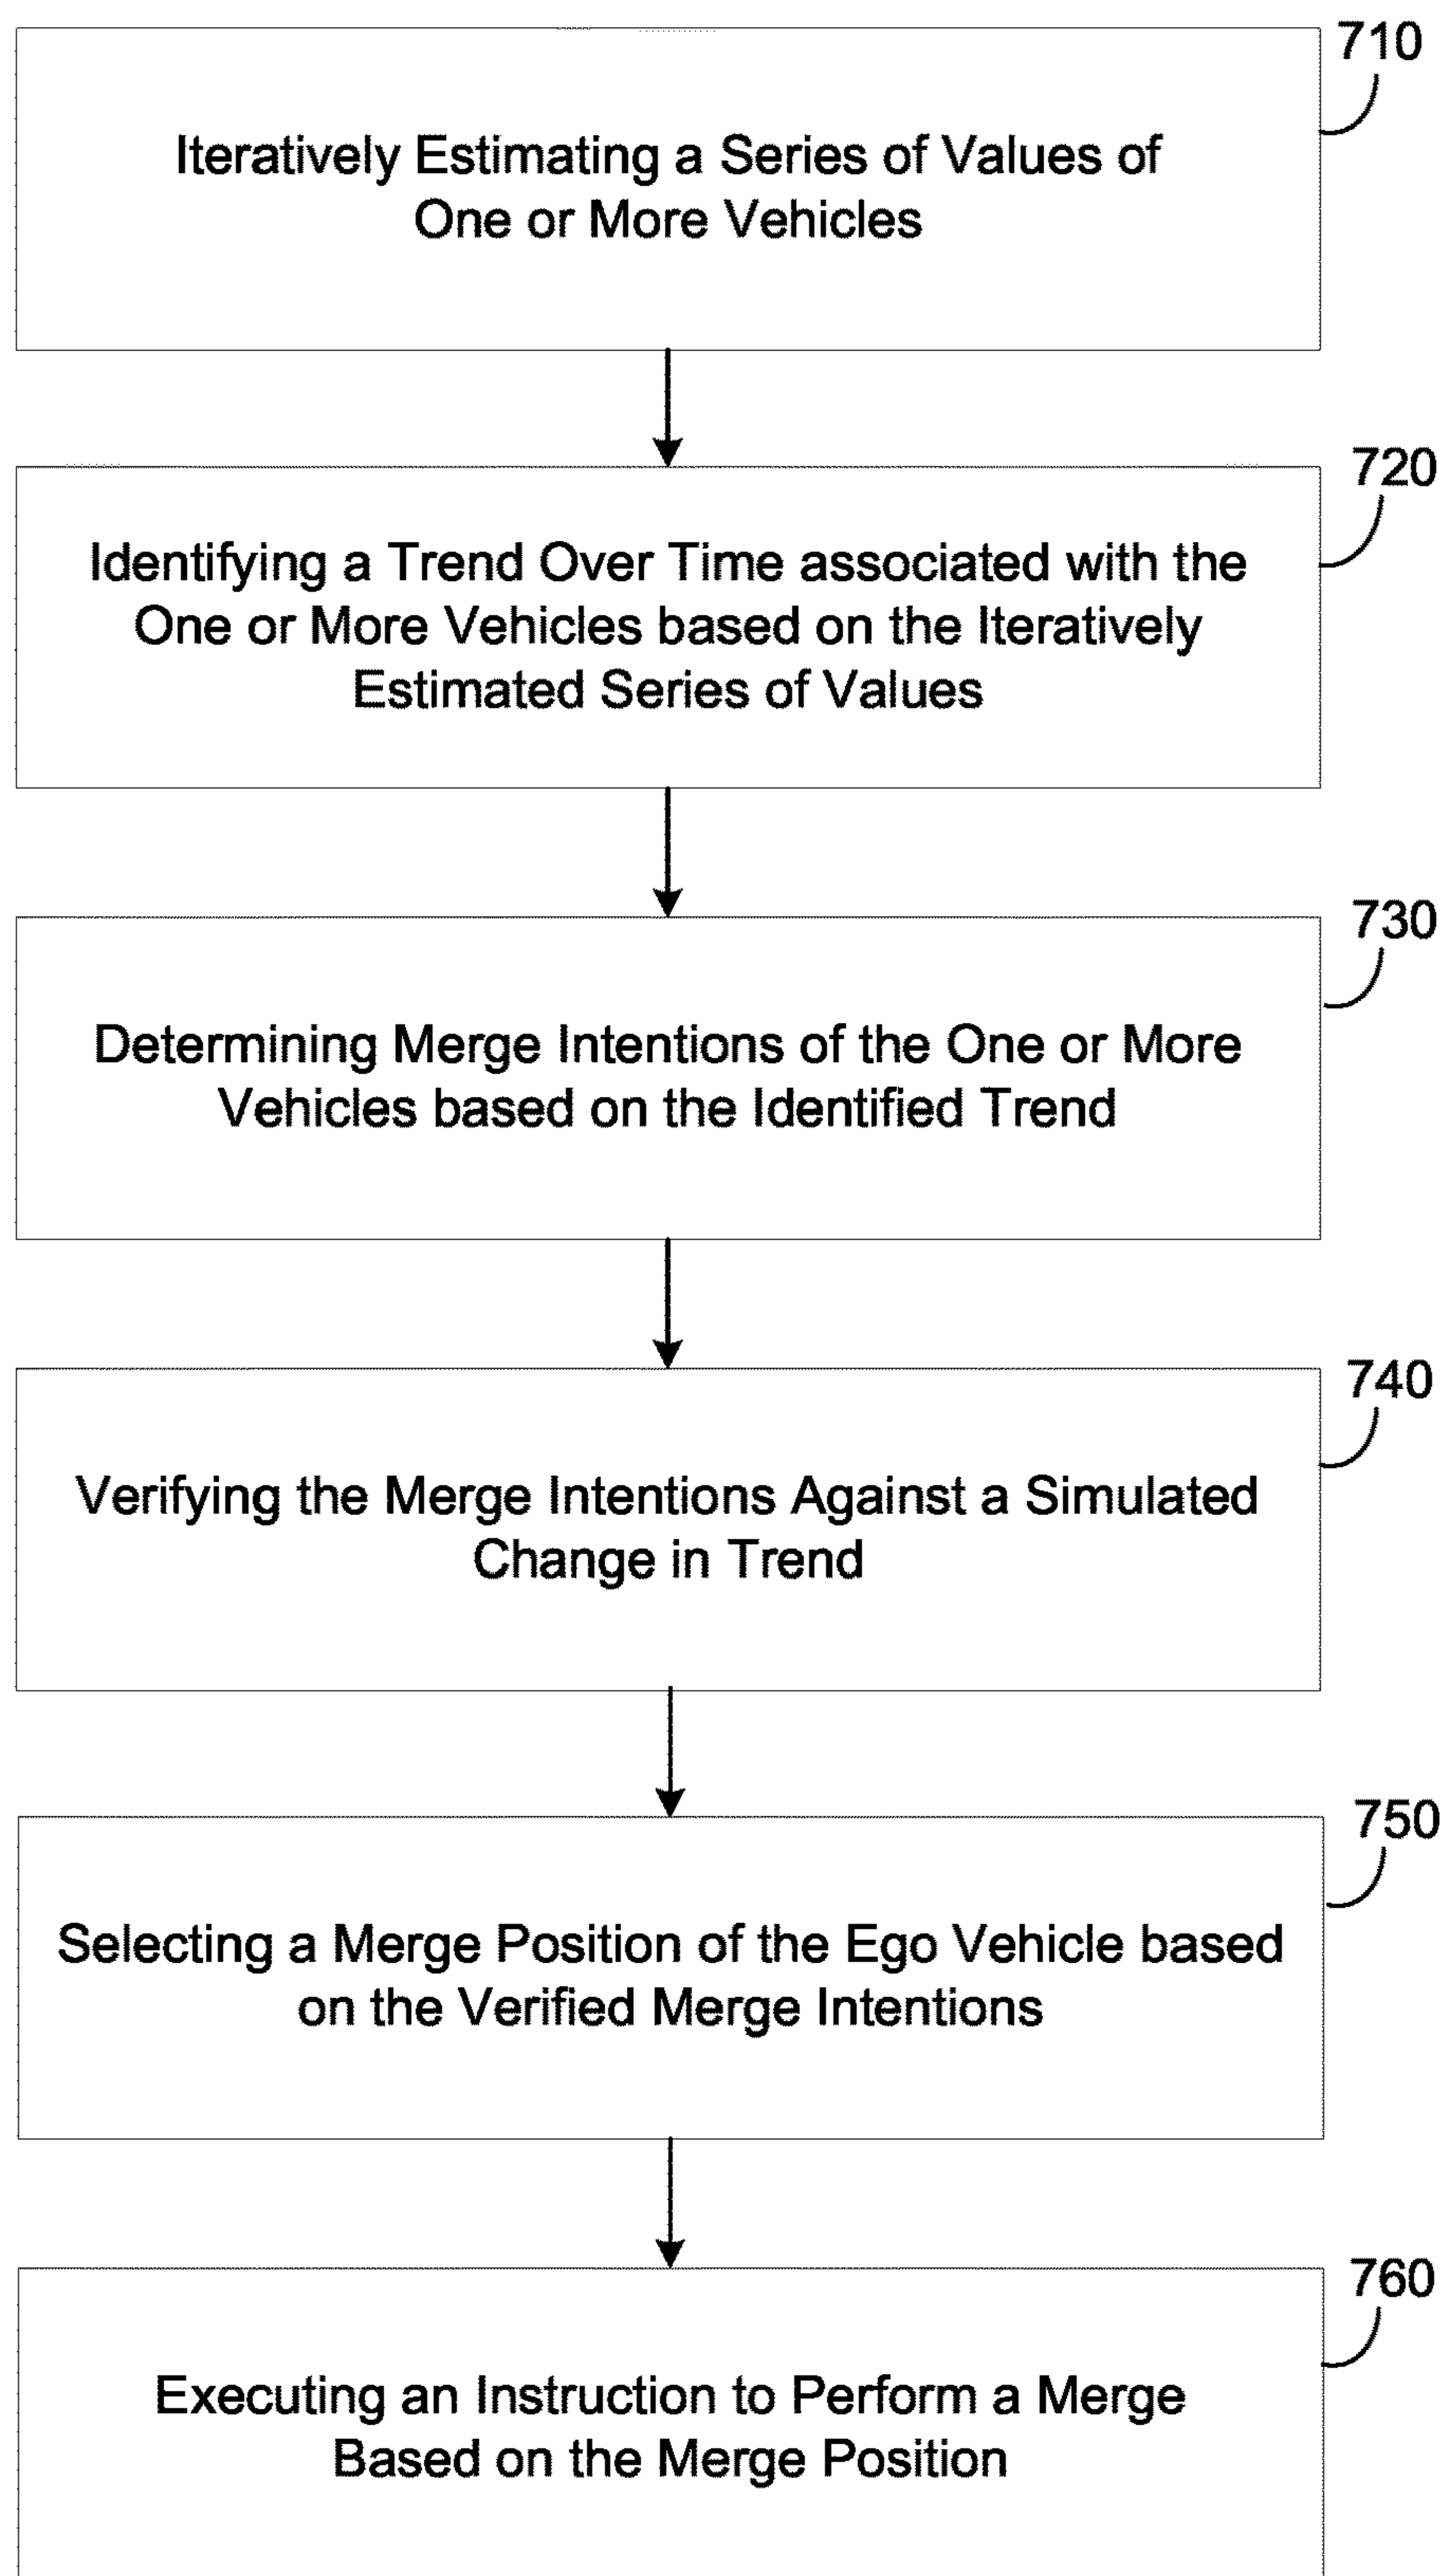 710
Iteratively Estimating a Series of Values of
One or More Vehicles
720
Identifying a Trend Over Time associated with the
One or More Vehicles based on the Iteratively
Estimated Series of Values
730
Determining Merge Intentions of the One or More
Vehicles based on the Identified Trend
740
Verifying the Merge Intentions Against a Simulated
Change in Trend
750
Selecting a Merge Position of the Ego Vehicle based
on the Verified Merge Intentions
760
Executing an Instruction to Perform a Merge
Based on the Merge Position